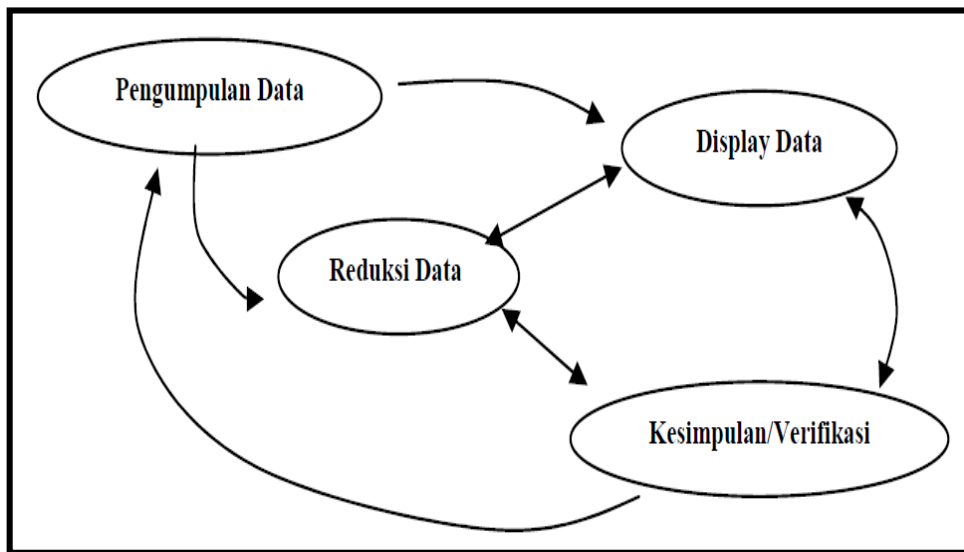 Pengumpulan Data
Display Data
Reduksi Data
Kesimpulan/Verifikasi